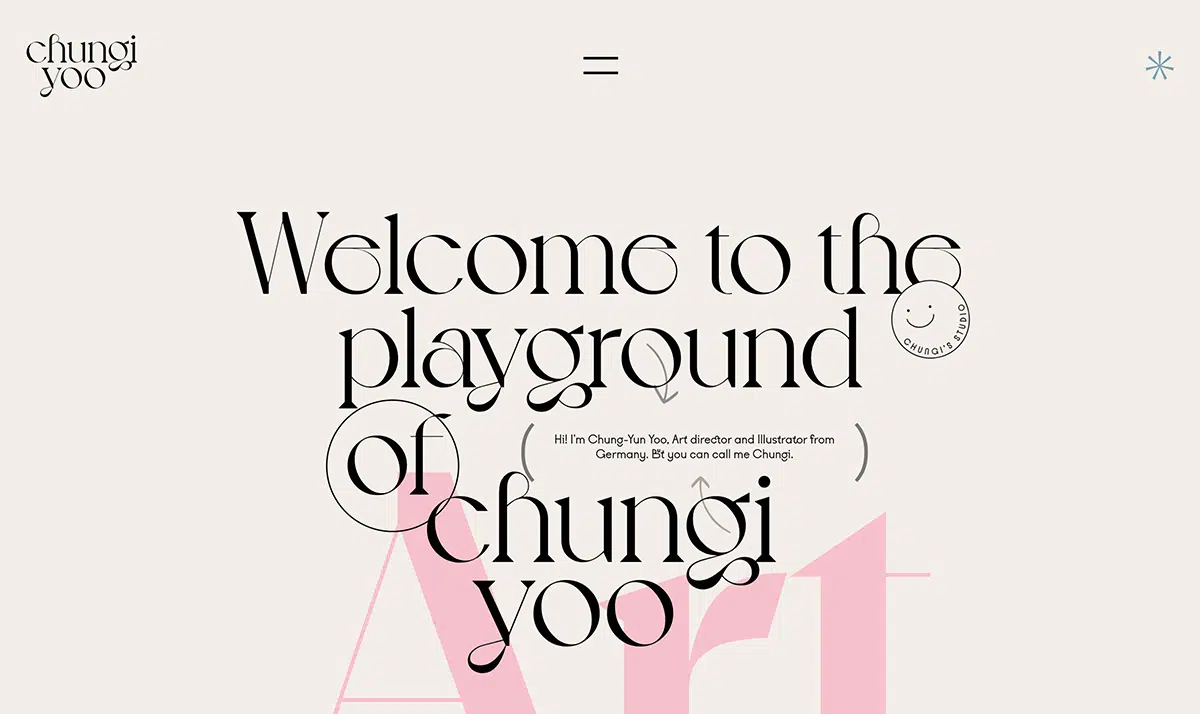 chungi
yoo
Welcome to the
playground
CHUNGI'S STUDIO
of
Hi! I'm Chung-Yun Yoo, Art director and Illustrator from
Germany. But you can call me Chungi.
chungi
yoo
Art